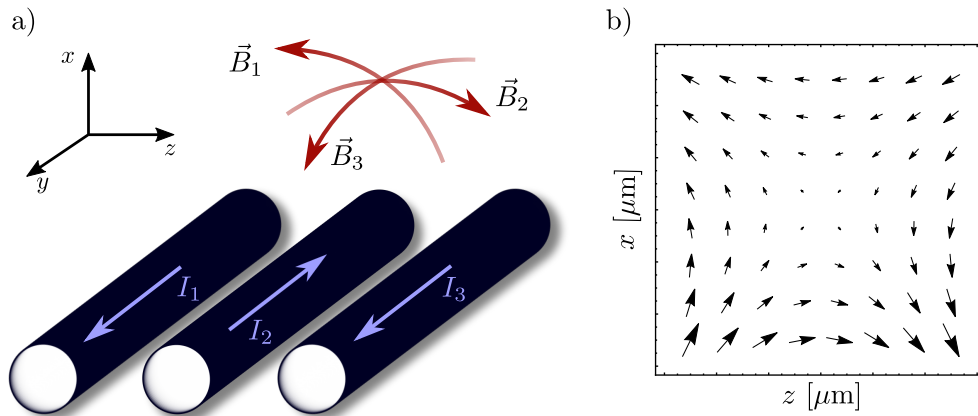 a)
x
y
z
B⃗₁
B⃗₂
B⃗₃
I₁
I₂
I₃
b)
x [μm]
z [μm]